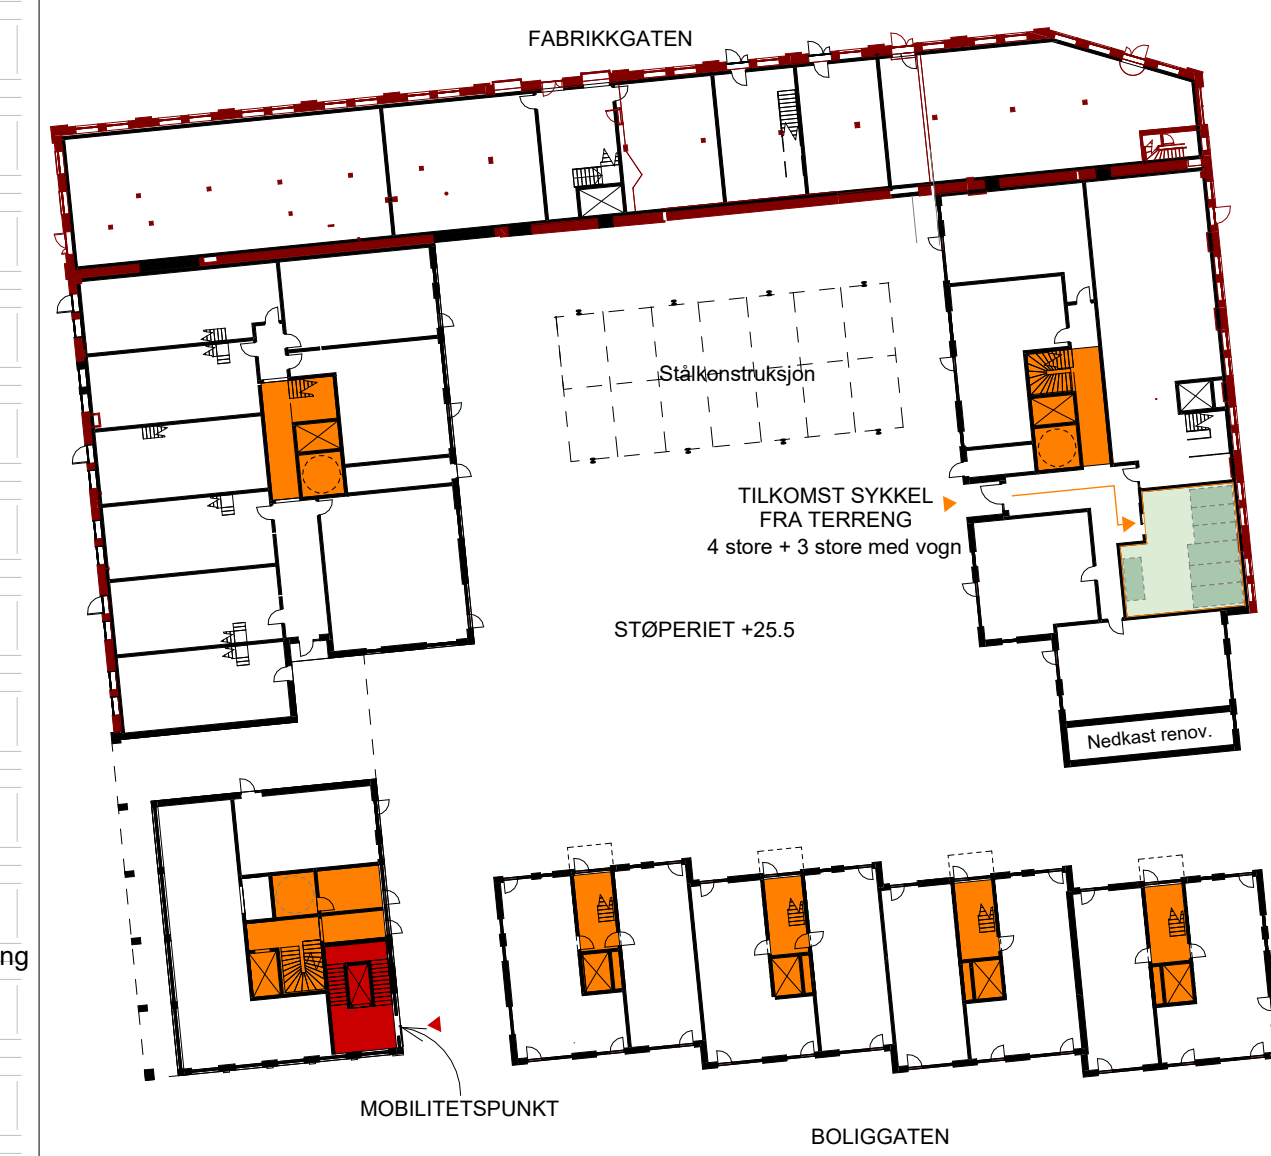 FABRIKKGATEN
Stålkonstruksjon
TILKOMST SYKKEL
FRA TERRENG
4 store + 3 store med vogn
STØPERIET +25.5
Nedkast renov.
ng
MOBILITETSPUNKT
BOLIGGATEN